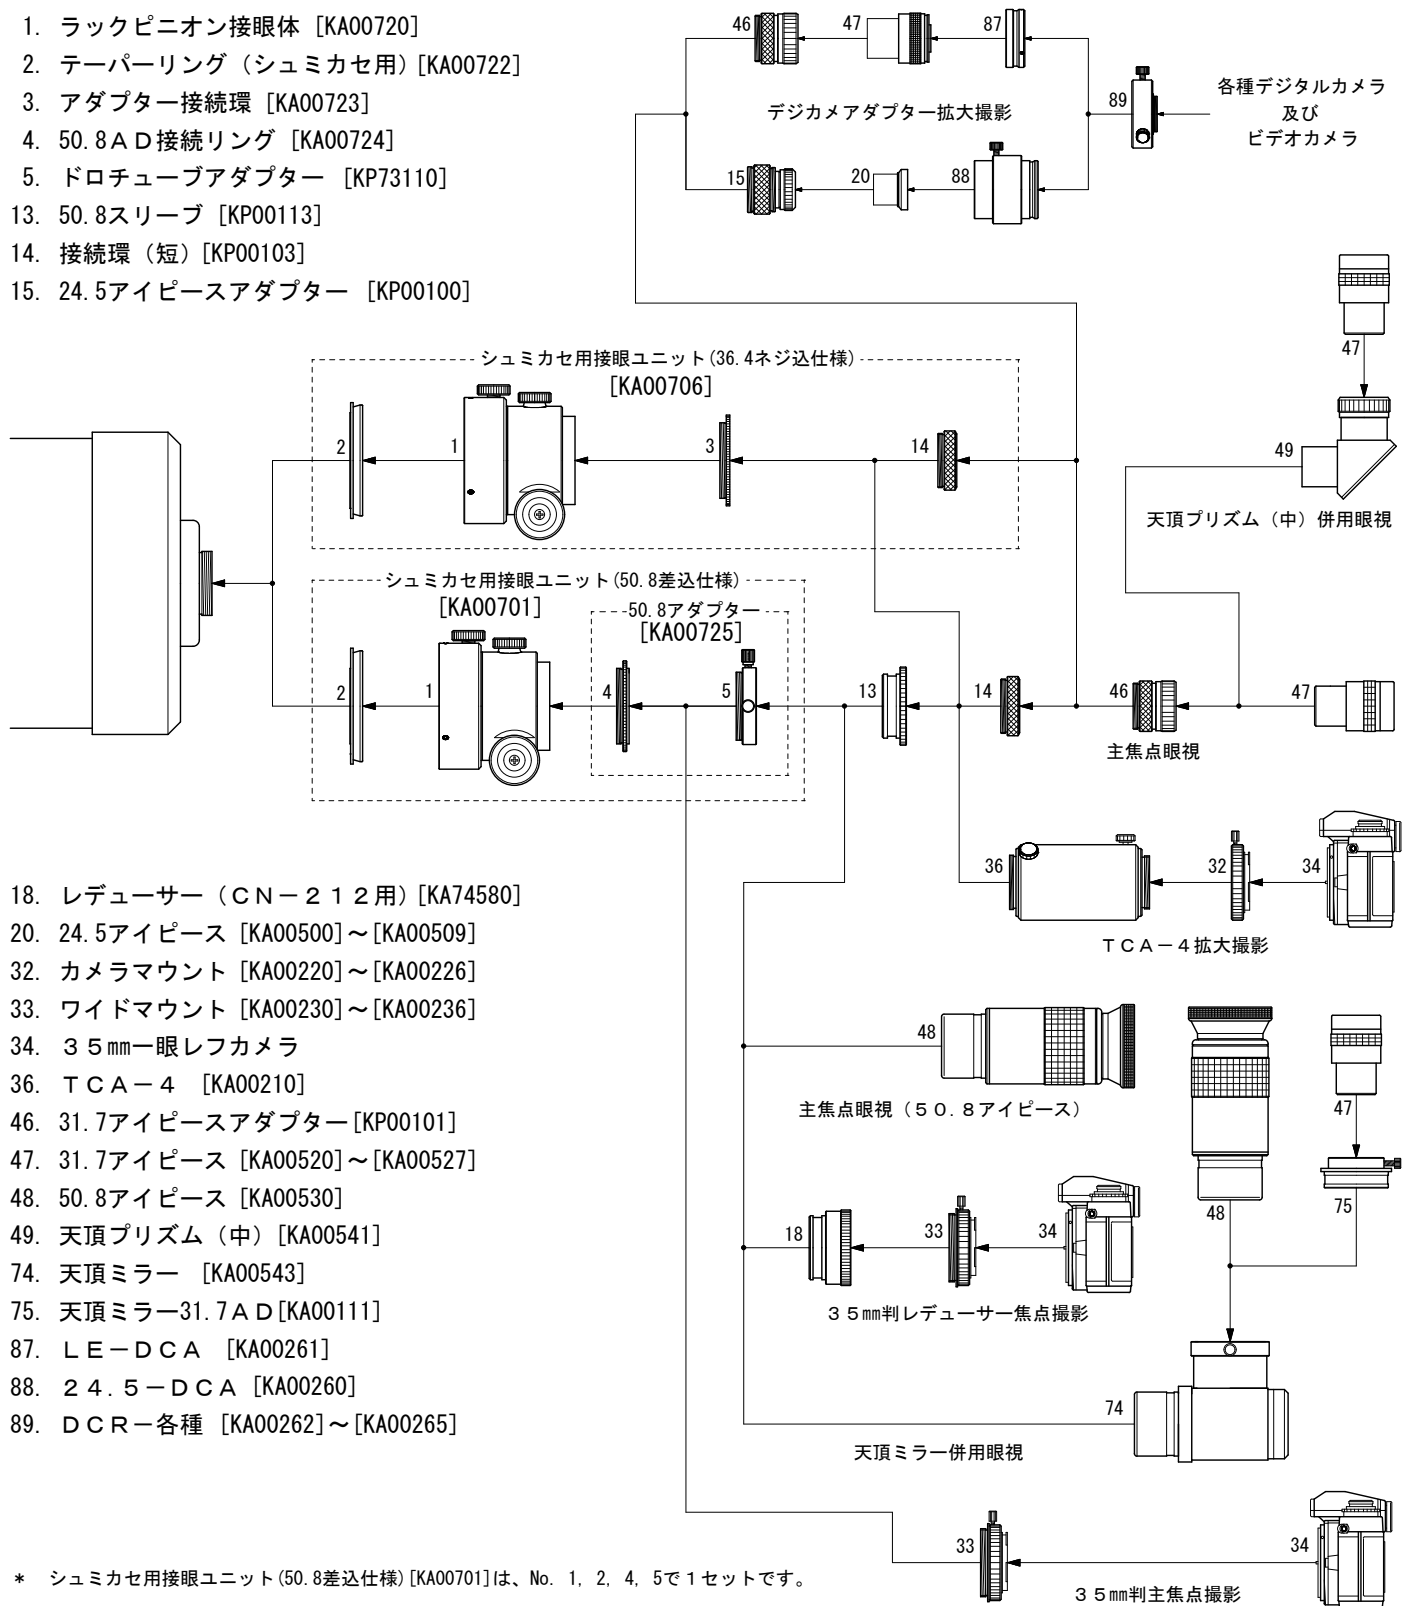 1. ラックピニオン接眼体 [KA00720]
2. テーパーリング（シュミカセ用）[KA00722]
3. アダプター接続環 [KA00723]
4. 50.8ＡＤ接続リング [KA00724]
5. ドロチューブアダプター [KP73110]
13. 50.8スリーブ [KP00113]
14. 接続環（短）[KP00103]
15. 24.5アイピースアダプター [KP00100]
46
47
87
デジカメアダプター拡大撮影
89
各種デジタルカメラ
及び
ビデオカメラ
15
20
88
47
49
天頂プリズム（中）併用眼視
シュミカセ用接眼ユニット(36.4ネジ込仕様)
[KA00706]
2
1
3
14
シュミカセ用接眼ユニット(50.8差込仕様)
[KA00701]
50.8アダプター
[KA00725]
2
1
4
5
13
14
46
47
主焦点眼視
36
32
34
ＴＣＡ－４拡大撮影
18. レデューサー（ＣＮ－２１２用）[KA74580]
20. 24.5アイピース [KA00500]～[KA00509]
32. カメラマウント [KA00220]～[KA00226]
33. ワイドマウント [KA00230]～[KA00236]
34. ３５㎜一眼レフカメラ
36. ＴＣＡ－４ [KA00210]
46. 31.7アイピースアダプター[KP00101]
47. 31.7アイピース [KA00520]～[KA00527]
48. 50.8アイピース [KA00530]
49. 天頂プリズム（中）[KA00541]
74. 天頂ミラー [KA00543]
75. 天頂ミラー31.7ＡＤ[KA00111]
87. ＬＥ－ＤＣＡ [KA00261]
88. ２４.５－ＤＣＡ [KA00260]
89. ＤＣＲ－各種 [KA00262]～[KA00265]
48
主焦点眼視（５０.８アイピース）
47
48
75
18
33
34
３５㎜判レデューサー焦点撮影
74
天頂ミラー併用眼視
33
34
３５㎜判主焦点撮影
* シュミカセ用接眼ユニット(50.8差込仕様)[KA00701]は、No. 1, 2, 4, 5で１セットです。